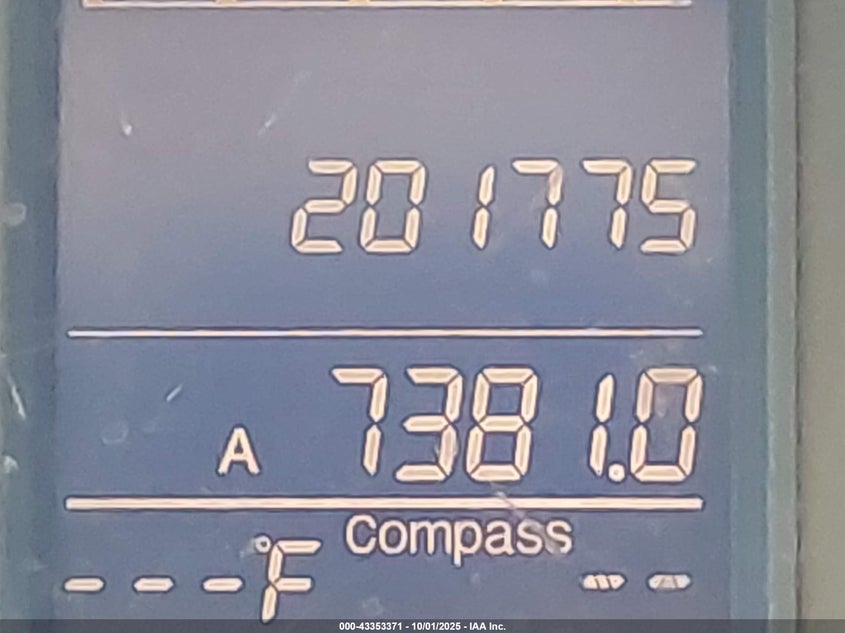 201775
A 7381.0
---°F Compass --
000-43353371 - 10/01/2025 - IAA Inc.